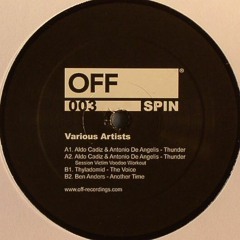 OFF
®
003 SPIN
Various Artists
A1. Aldo Cadiz & Antonio De Angelis - Thunder
A2. Aldo Cadiz & Antonio De Angelis - Thunder
Session Victim Voodoo Workout
B1. Thyladomid - The Voice
B2. Ben Anders - Another Time
www.off-recordings.com